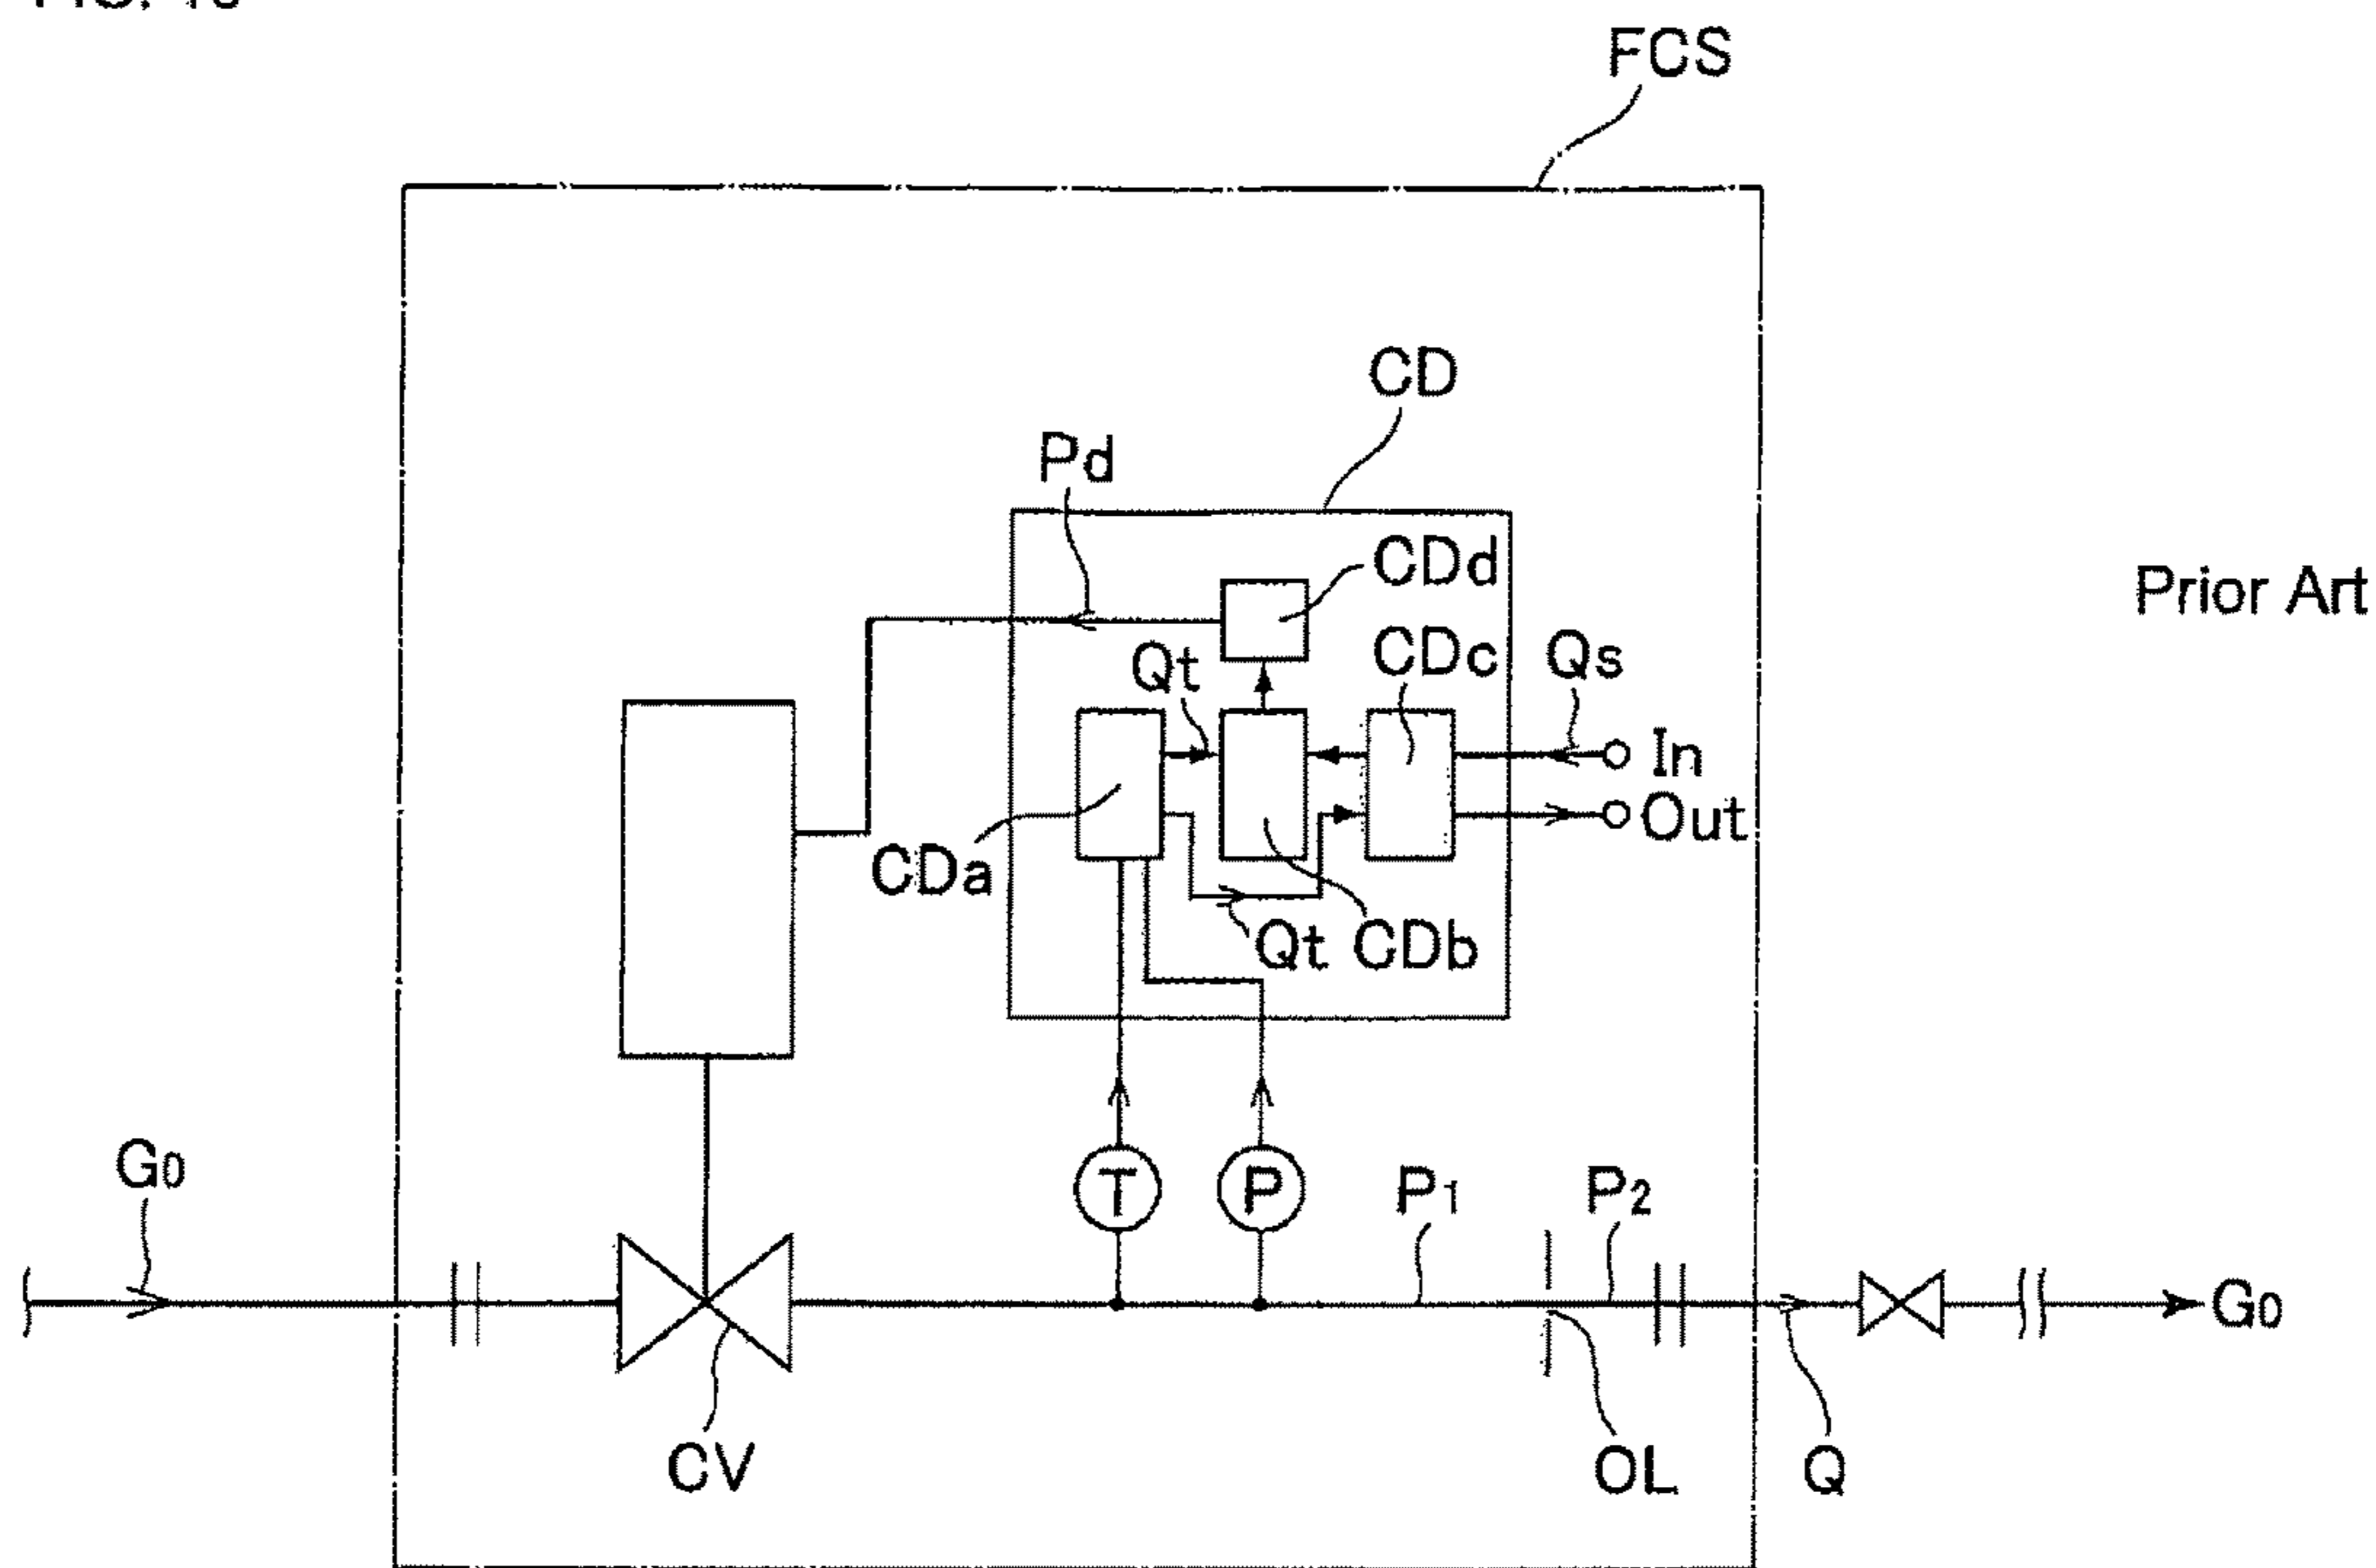 FCS
CD
Pd
CDd
Prior Art
CDc
Qs
Qt
In
Out
CDa
Qt
CDb
G0
T
P
P1
P2
G0
CV
OL
Q